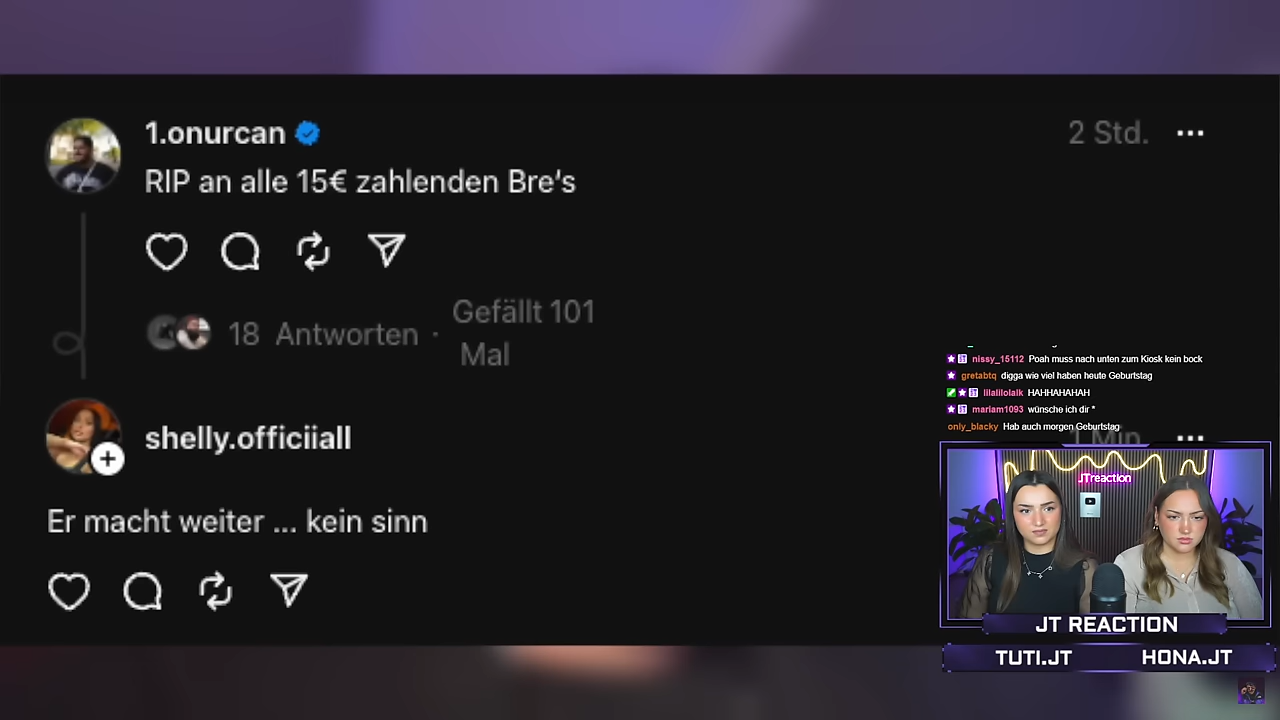 1.onurcan
2 Std.
RIP an alle 15€ zahlenden Bre's
18 Antworten ·
Gefällt 101
Mal
shelly.officiiall
1 Min
Er macht weiter ... kein sinn
nissy_15112 Poah muss nach unten zum Kiosk kein bock
gretabtq digga wie viel haben heute Geburtstag
lilalilolalk HAHHAHAHAH
mariam1093 wünsche ich dir *
only_blacky Hab auch morgen Geburtstag
JTreaction
JT REACTION
TUTI.JT
HONA.JT